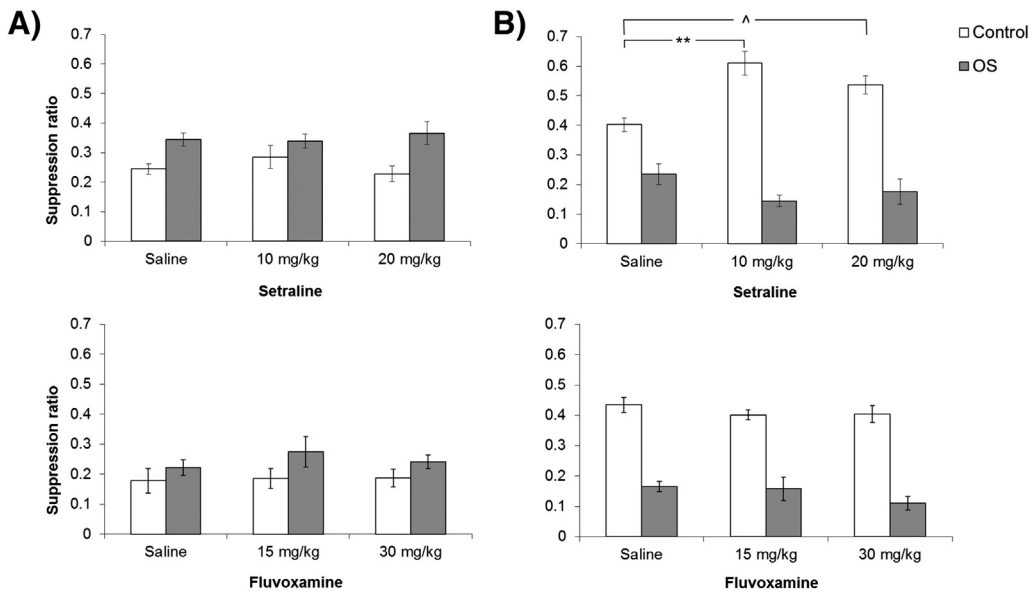 A)
0.7
0.6
0.5
0.4
0.3
0.2
0.1
0
Suppression ratio
Saline 10 mg/kg 20 mg/kg
Setraline
B)
0.7
0.6
0.5
0.4
0.3
0.2
0.1
0
** ^
Saline 10 mg/kg 20 mg/kg
Setraline
Control
OS
0.7
0.6
0.5
0.4
0.3
0.2
0.1
0
Suppression ratio
Saline 15 mg/kg 30 mg/kg
Fluvoxamine
0.7
0.6
0.5
0.4
0.3
0.2
0.1
0
Saline 15 mg/kg 30 mg/kg
Fluvoxamine